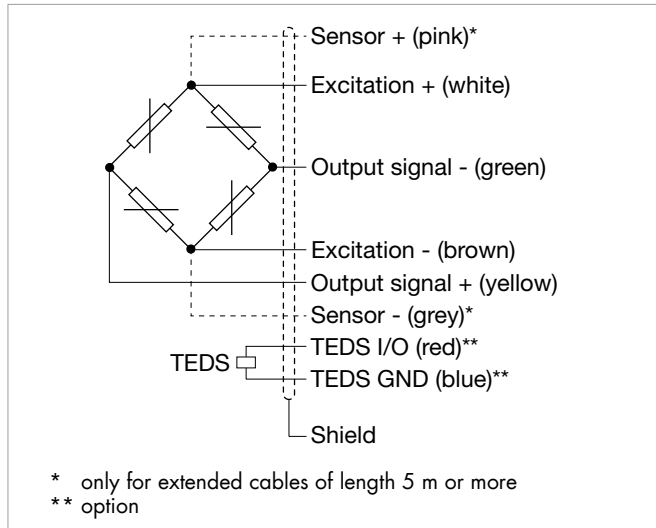 Sensor + (pink)*
Excitation + (white)
Output signal - (green)
Excitation - (brown)
Output signal + (yellow)
Sensor - (grey)*
TEDS I/O (red)**
TEDS
TEDS GND (blue)**
Shield
* only for extended cables of length 5 m or more
** option